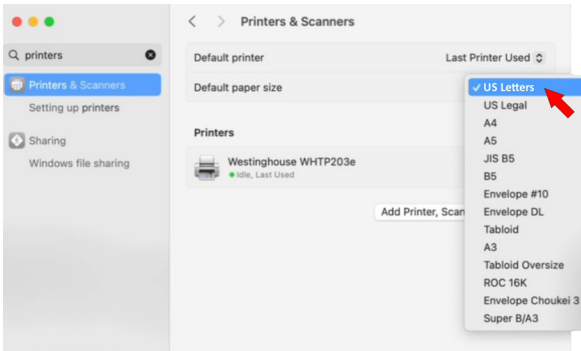 Printers & Scanners
printers
Default printer
Last Printer Used
Printers & Scanners
Default paper size
US Letters
Setting up printers
US Legal
A4
Sharing
Printers
A5
Windows file sharing
Westinghouse WHTP203e
Idle, Last Used
JIS B5
B5
Envelope #10
Add Printer, Scan
Envelope DL
Tabloid
A3
Tabloid Oversize
ROC 16K
Envelope Choukei 3
Super B/A3